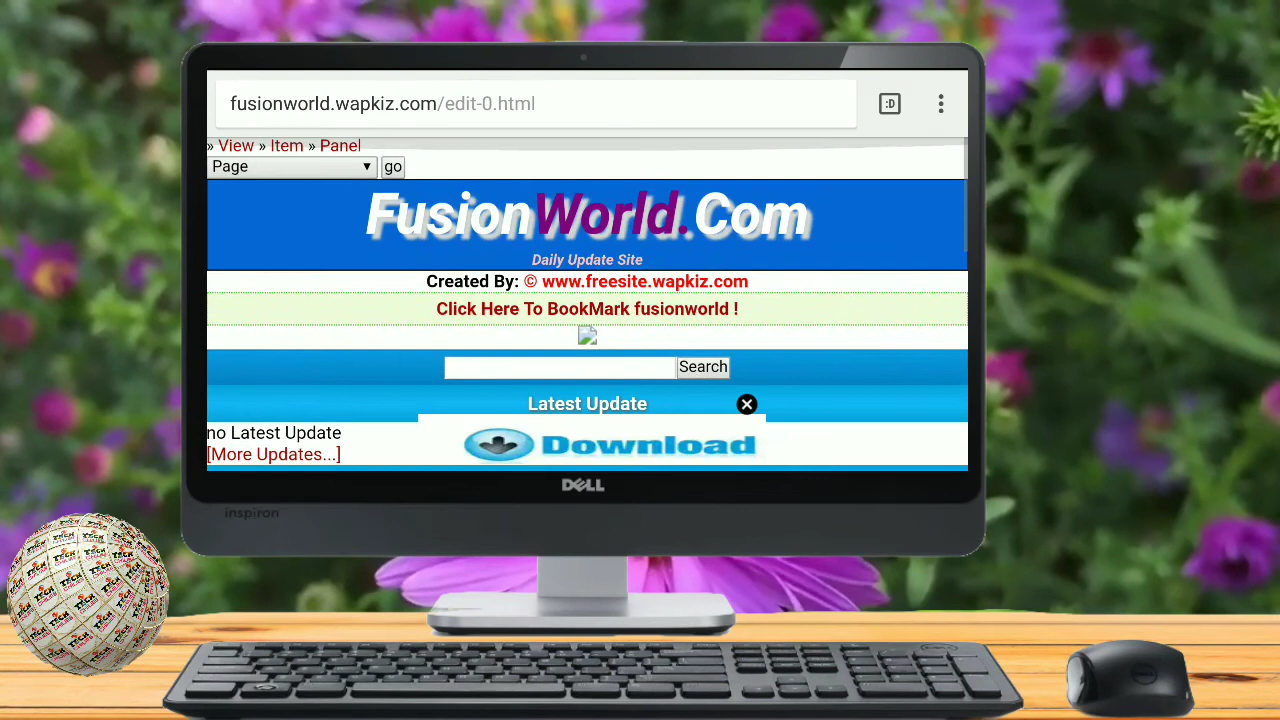 fusionworld.wapkiz.com/edit-0.html
:D
» View » Item » Panel
Page ▼ go
FusionWorld.Com
Daily Update Site
Created By: © www.freesite.wapkiz.com
Click Here To BookMark fusionworld !
Search
Latest Update
no Latest Update
Download
[More Updates...]
DELL
inspiron
TECH